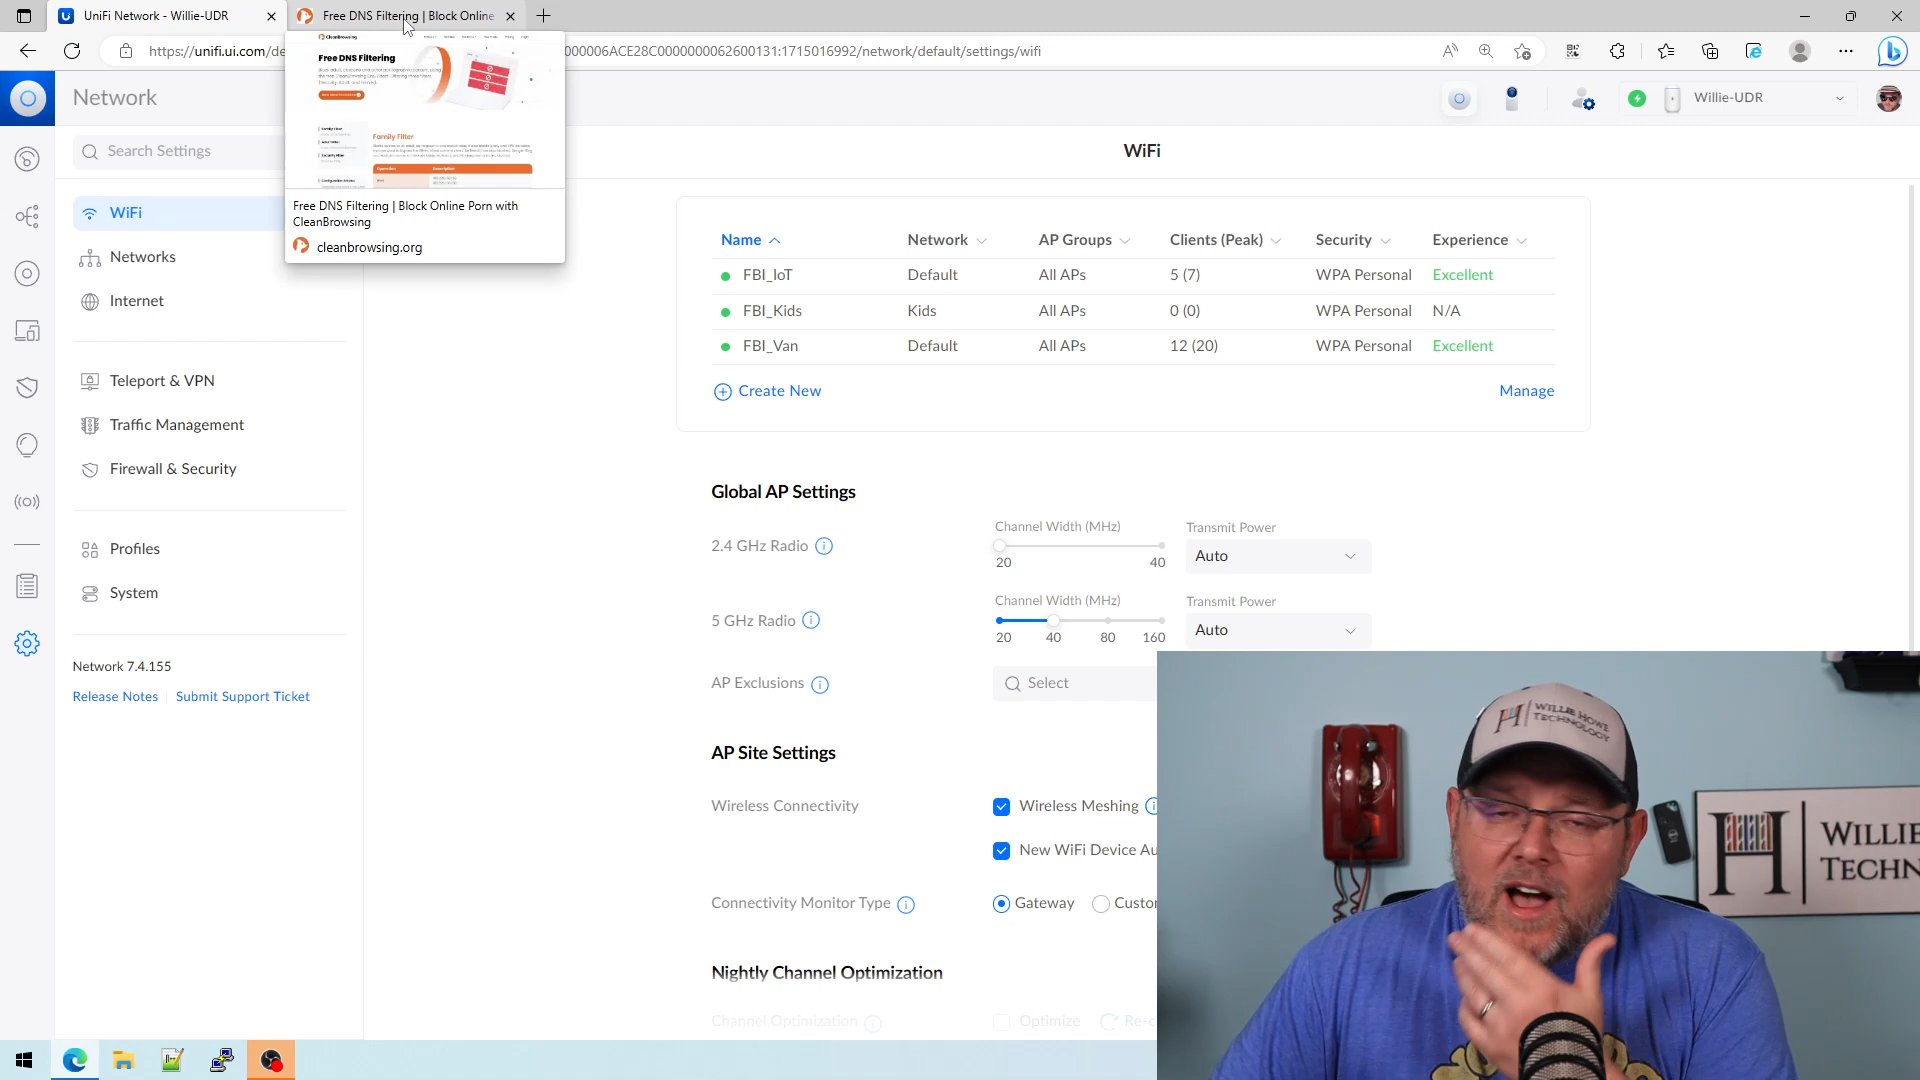 UniFi Network - Willie-UDR
Free DNS Filtering | Block Online
https://unifi.ui.com/de
000006ACE28C0000000062600131:1715016992/network/default/settings/wifi
Network
Willie-UDR
CleanBrowsing
Free DNS Filtering
Family Filter
Free DNS Filtering | Block Online Porn with
CleanBrowsing
cleanbrowsing.org
Search Settings
WiFi
WiFi
Networks
Internet
Teleport & VPN
Traffic Management
Firewall & Security
Profiles
System
Network 7.4.155
Release Notes
Submit Support Ticket
Name Network AP Groups Clients (Peak) Security Experience
FBI_IoT Default All APs 5 (7) WPA Personal Excellent
FBI_Kids Kids All APs 0 (0) WPA Personal N/A
FBI_Van Default All APs 12 (20) WPA Personal Excellent
Create New
Manage
Global AP Settings
Channel Width (MHz) Transmit Power
2.4 GHz Radio
Auto
20 40
Channel Width (MHz) Transmit Power
5 GHz Radio
Auto
20 40 80 160
AP Exclusions
Select
AP Site Settings
Wireless Connectivity
Wireless Meshing
New WiFi Device Au
Connectivity Monitor Type
Gateway
Custom
Nightly Channel Optimization
Channel Optimization
Optimize
Re-c
WILLIE HOWE
TECHNOLOGY
H
WILLIE
TECHN